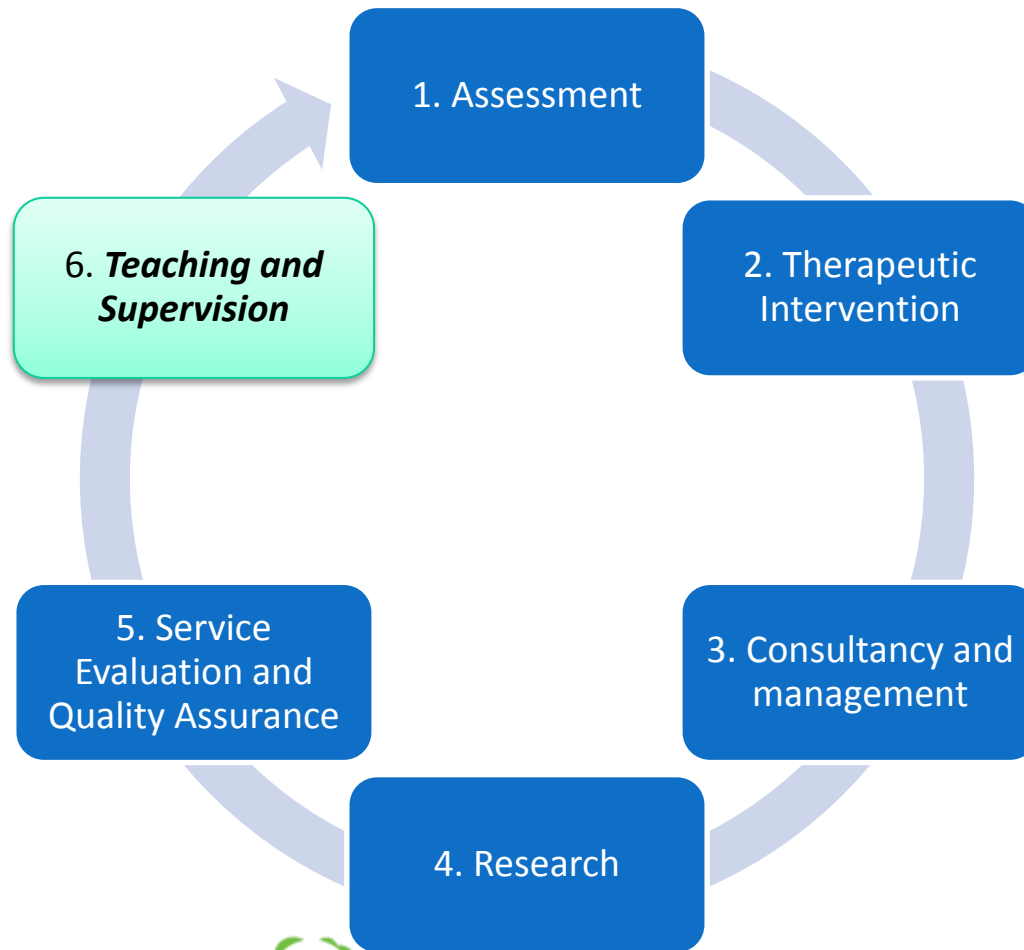 1. Assessment
2. Therapeutic
Intervention
3. Consultancy and
management
4. Research
5. Service
Evaluation and
Quality Assurance
6. Teaching and
Supervision